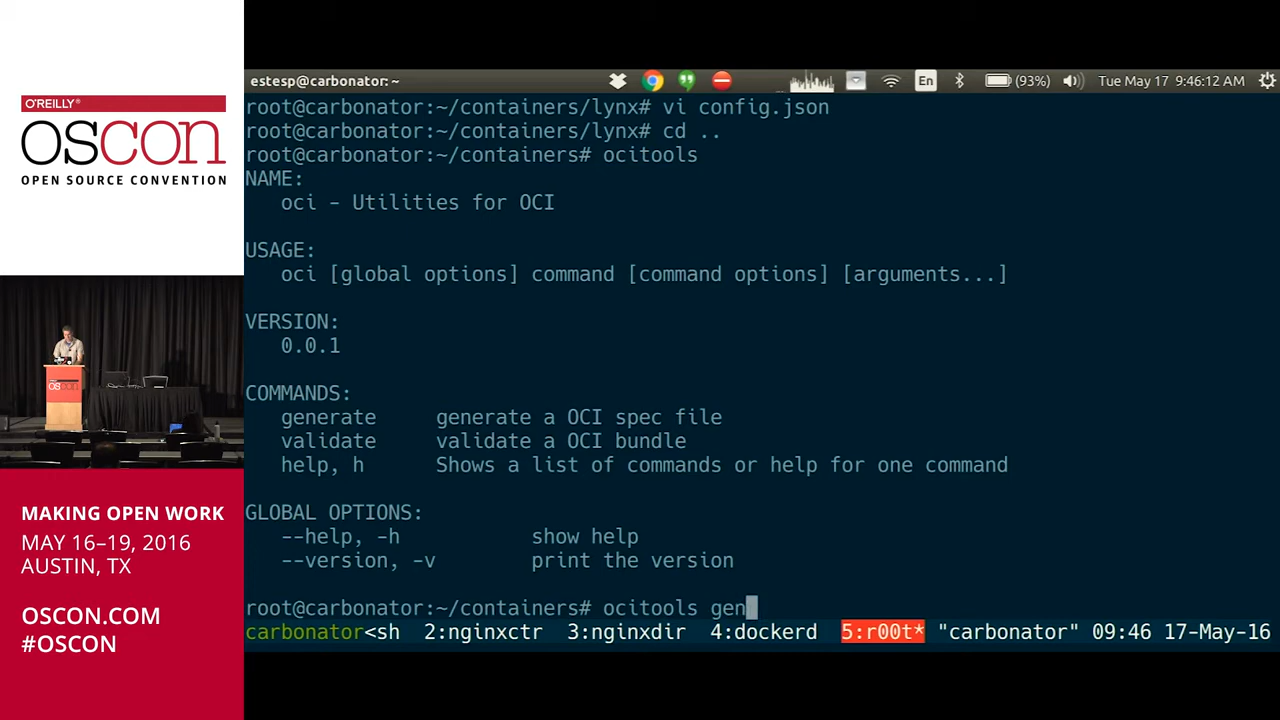 O'REILLY®
OSCON
OPEN SOURCE CONVENTION
OSCON
MAKING OPEN WORK
MAY 16–19, 2016
AUSTIN, TX
OSCON.COM
#OSCON
estesp@carbonator: ~
En
(93%)
Tue May 17 9:46:12 AM
root@carbonator:~/containers/lynx# vi config.json
root@carbonator:~/containers/lynx# cd ..
root@carbonator:~/containers# ocitools
NAME:
oci - Utilities for OCI
USAGE:
oci [global options] command [command options] [arguments...]
VERSION:
0.0.1
COMMANDS:
generate generate a OCI spec file
validate validate a OCI bundle
help, h Shows a list of commands or help for one command
GLOBAL OPTIONS:
--help, -h show help
--version, -v print the version
root@carbonator:~/containers# ocitools gen
carbonator<sh 2:nginxctr 3:nginxdir 4:dockerd 5:r00t* "carbonator" 09:46 17-May-16